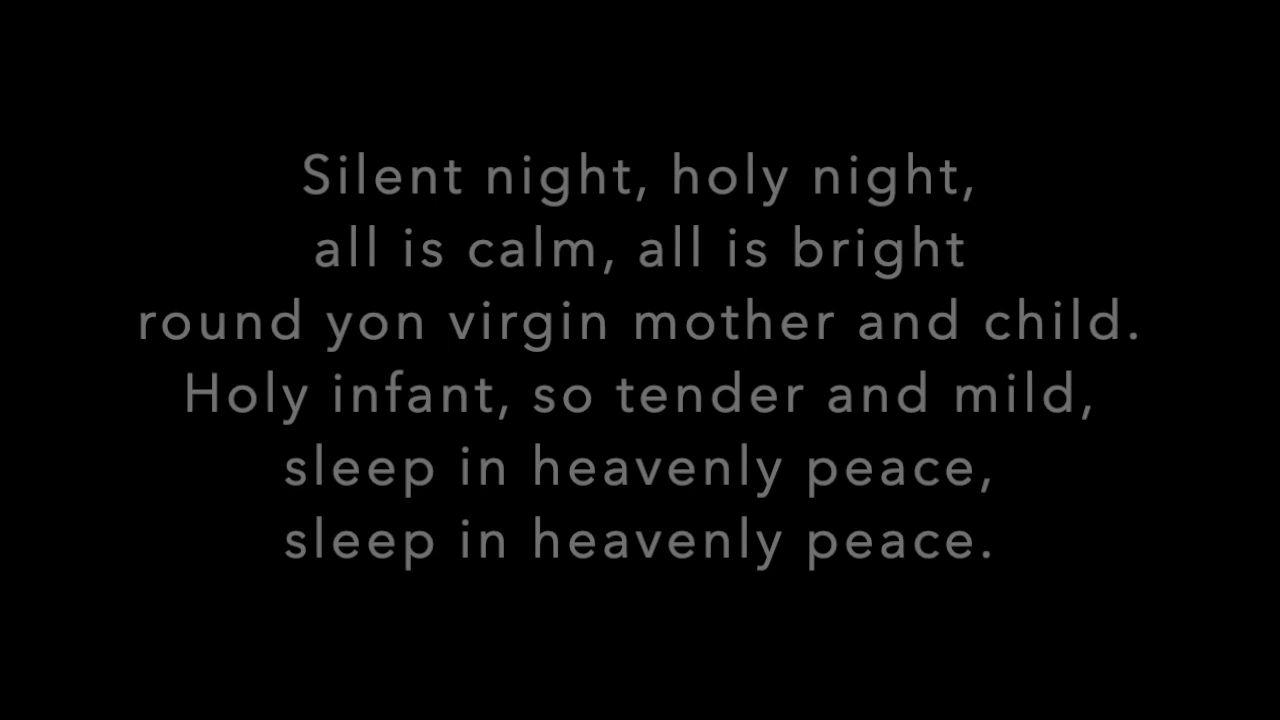 Silent night, holy night,
all is calm, all is bright
round yon virgin mother and child.
Holy infant, so tender and mild,
sleep in heavenly peace,
sleep in heavenly peace.